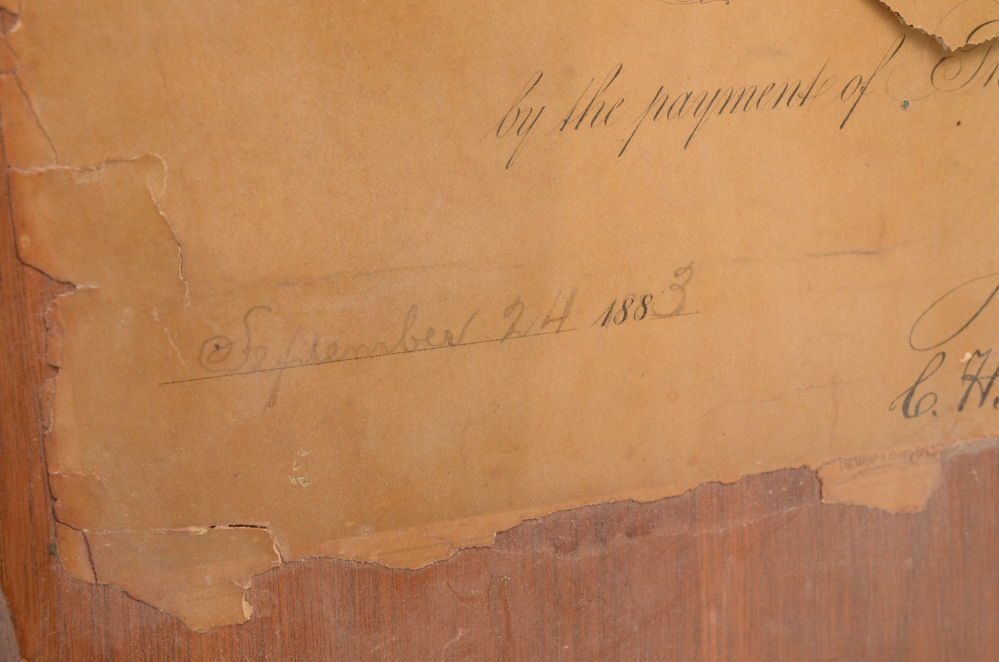 by the payment of
September 24 1883
C. H.